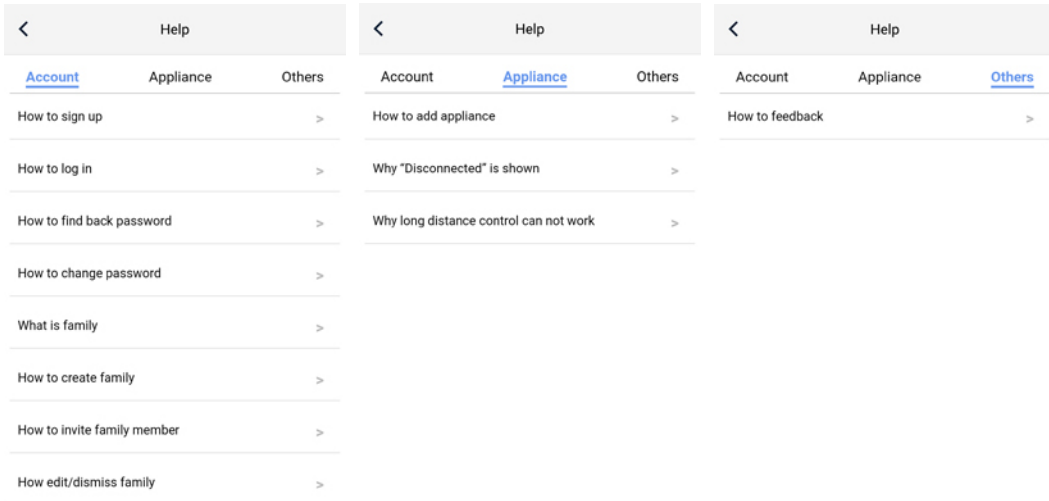 Help
Account Appliance Others
How to sign up >
How to log in >
How to find back password >
How to change password >
What is family >
How to create family >
How to invite family member >
How edit/dismiss family >
Help
Account Appliance Others
How to add appliance >
Why “Disconnected” is shown >
Why long distance control can not work >
Help
Account Appliance Others
How to feedback >